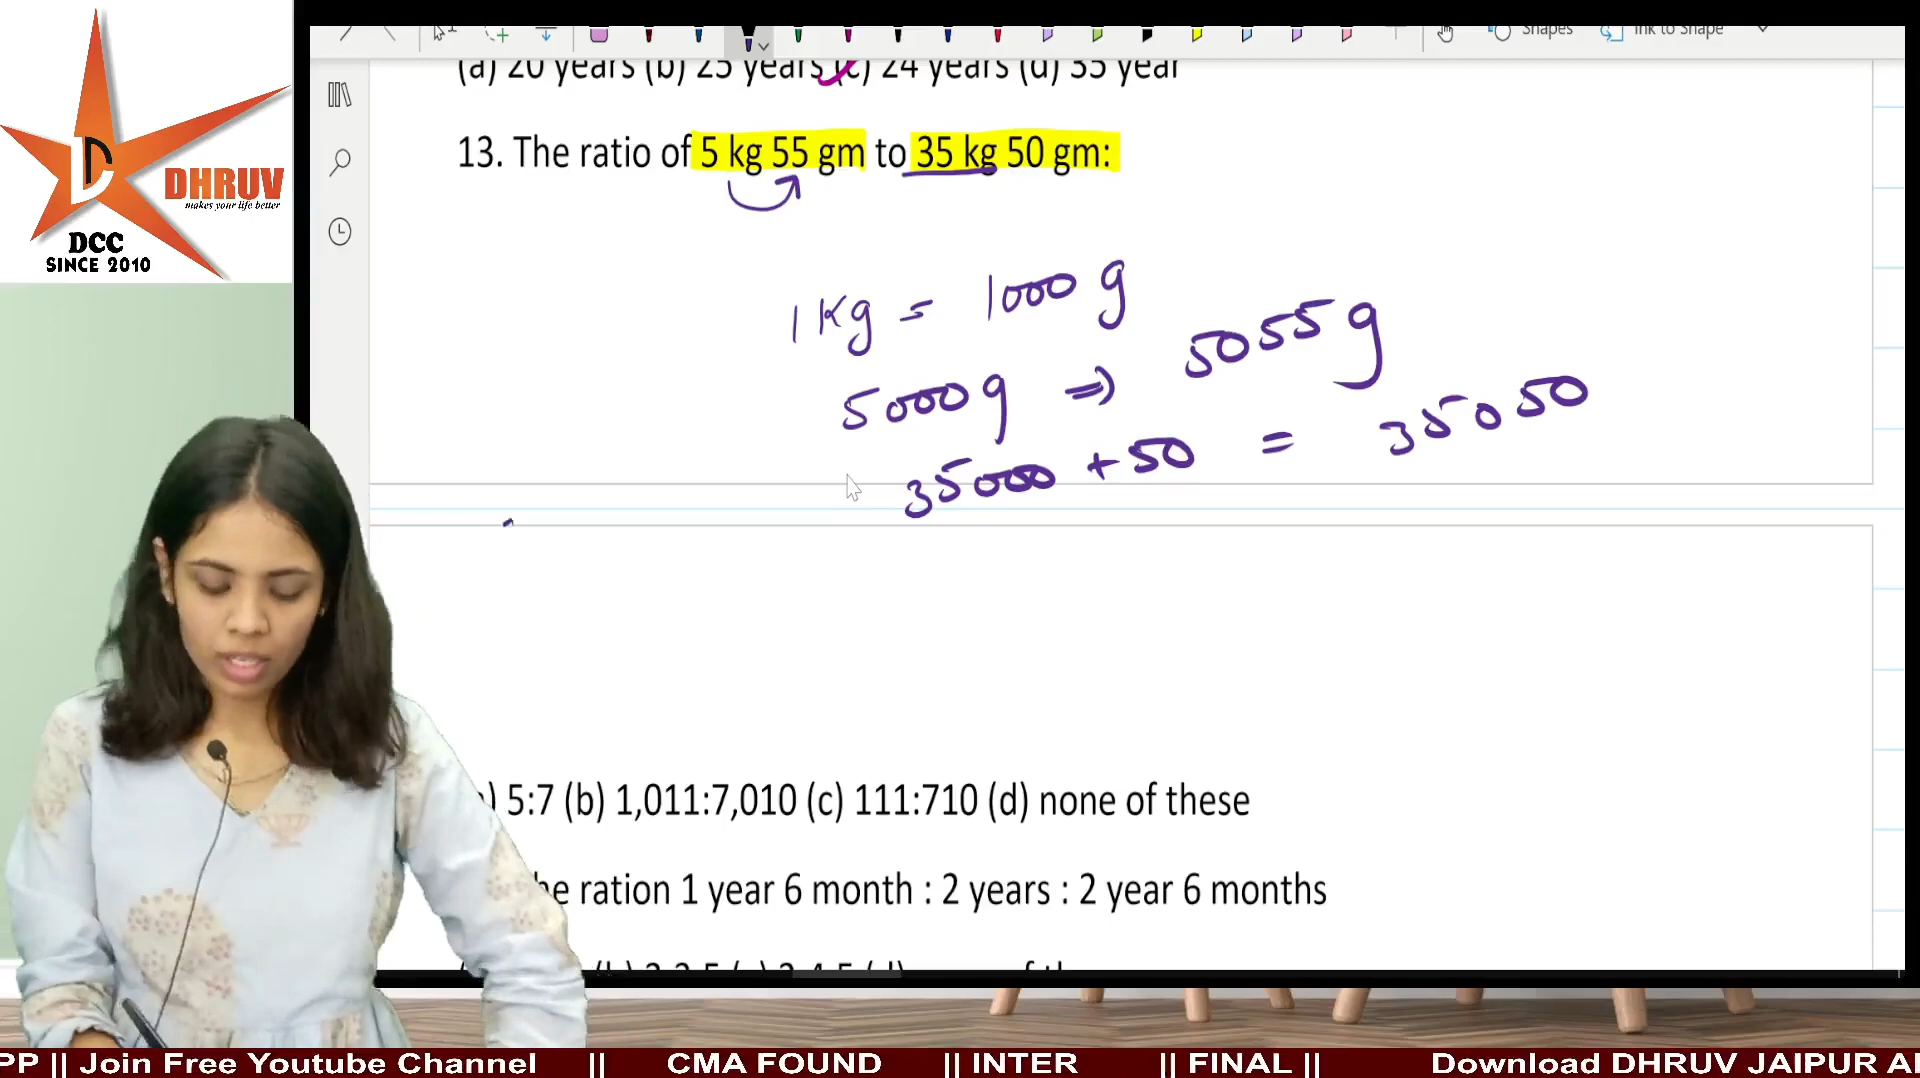 Shapes Ink to Shape
(a) 20 years (b) 25 years (c) 24 years (d) 35 year
13. The ratio of 5 kg 55 gm to 35 kg 50 gm:
DC
DHRUV
makes your life better
DCC
SINCE 2010
1 Kg = 1000 g
5000 g ⇒ 5055 g
35000 + 50 = 35050
) 5:7 (b) 1,011:7,010 (c) 111:710 (d) none of these
he ration 1 year 6 month : 2 years : 2 year 6 months
PP || Join Free Youtube Channel || CMA FOUND || INTER || FINAL || Download DHRUV JAIPUR A